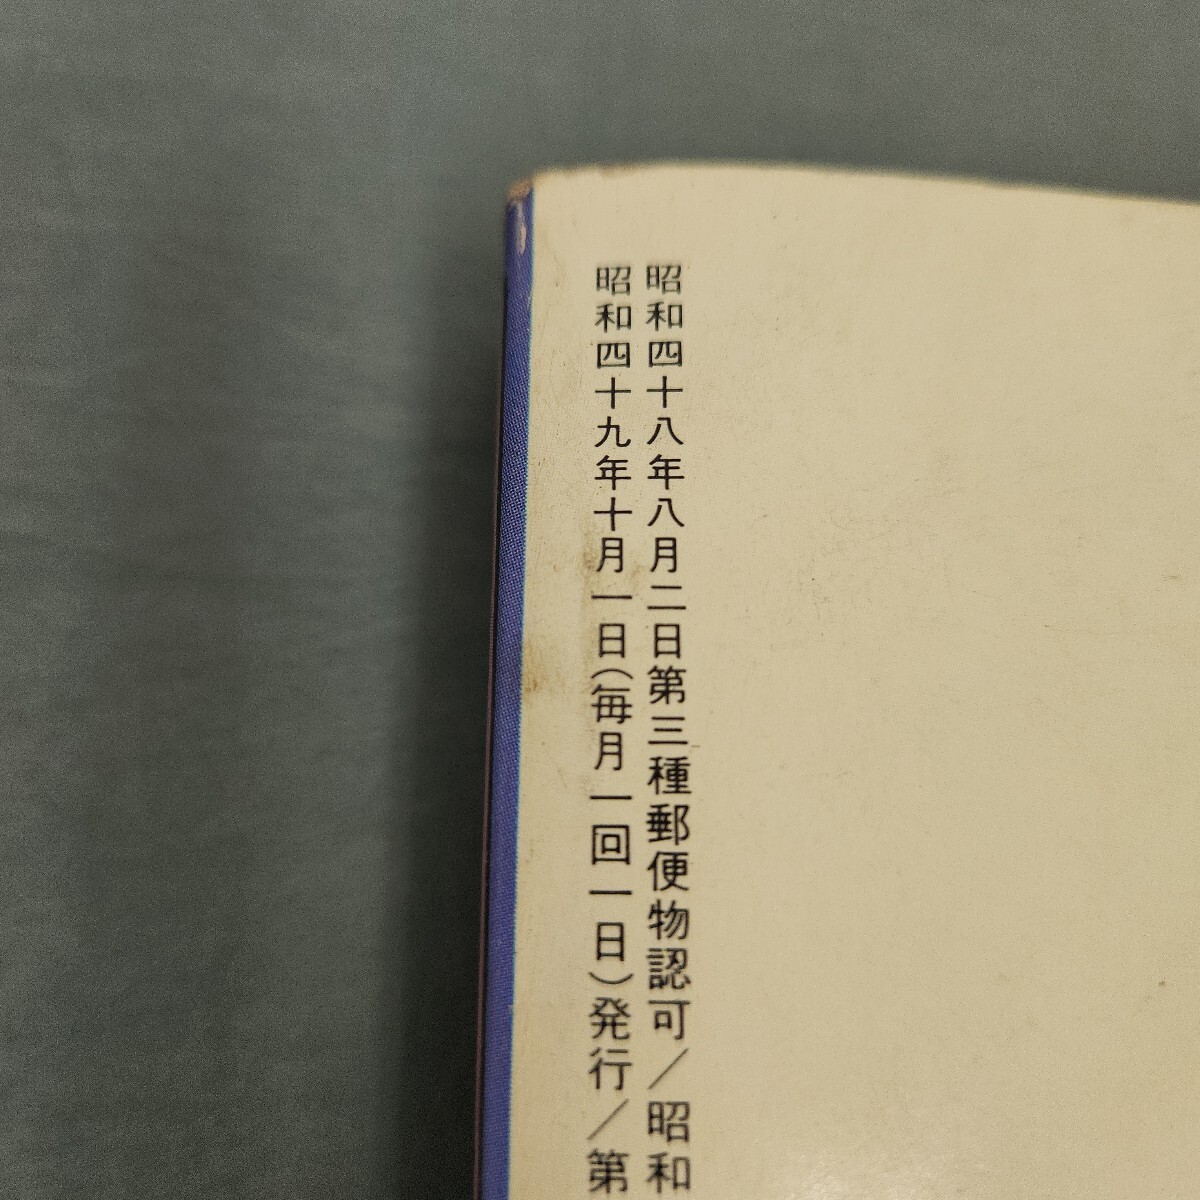 昭和四十八年八月二日第三種郵便物認可／昭和
昭和四十九年十月一日(毎月一回一日)発行／第